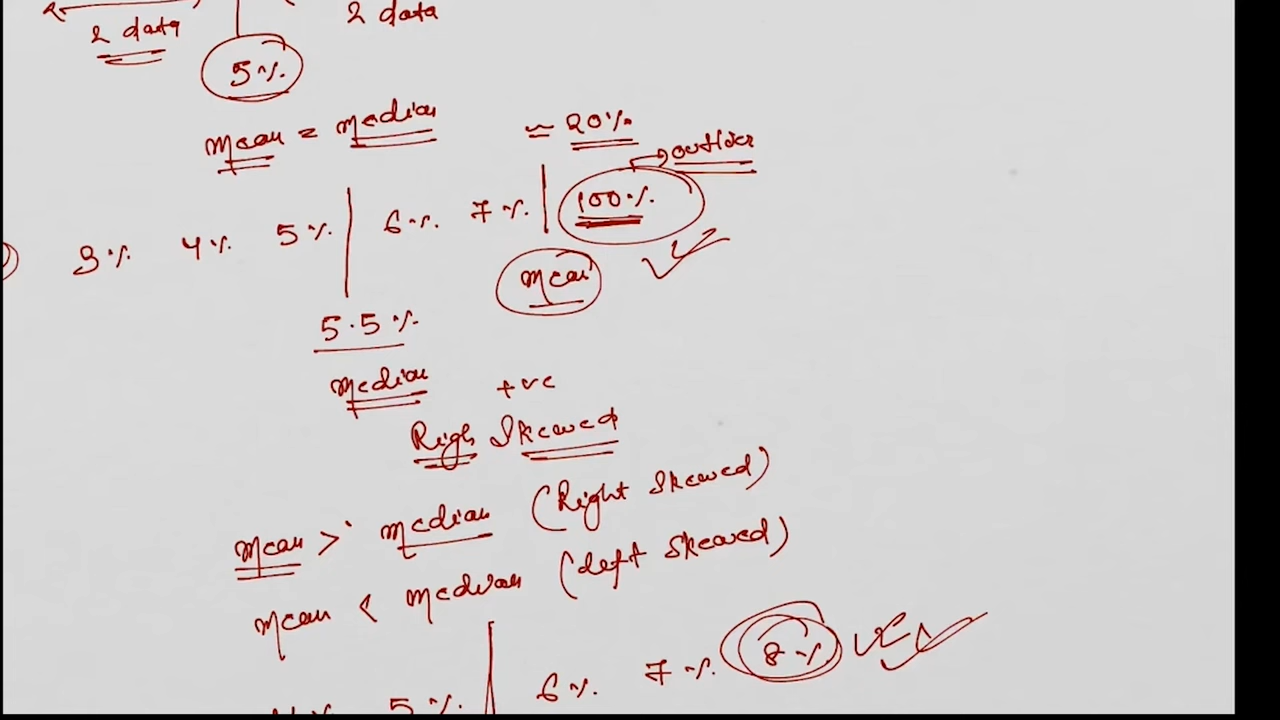 2 data 2 data
5%
mean = median ≈ 20%
→ outlier
3% 4% 5% 6% 7% 100%
mean
5.5%
median
+ve
Righ Skewed
mean > median (Right Skewed)
mean < median (Left Skewed)
5% 6% 7% 8%